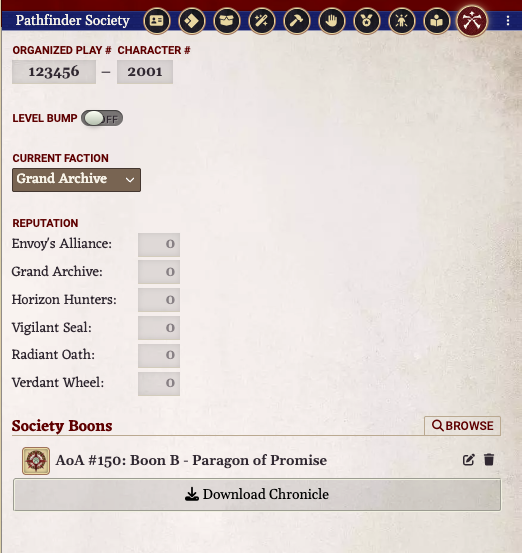 Pathfinder Society
ORGANIZED PLAY # CHARACTER #
123456 – 2001
LEVEL BUMP OFF
CURRENT FACTION
Grand Archive
REPUTATION
Envoy's Alliance: 0
Grand Archive: 0
Horizon Hunters: 0
Vigilant Seal: 0
Radiant Oath: 0
Verdant Wheel: 0
Society Boons BROWSE
AoA #150: Boon B - Paragon of Promise
Download Chronicle